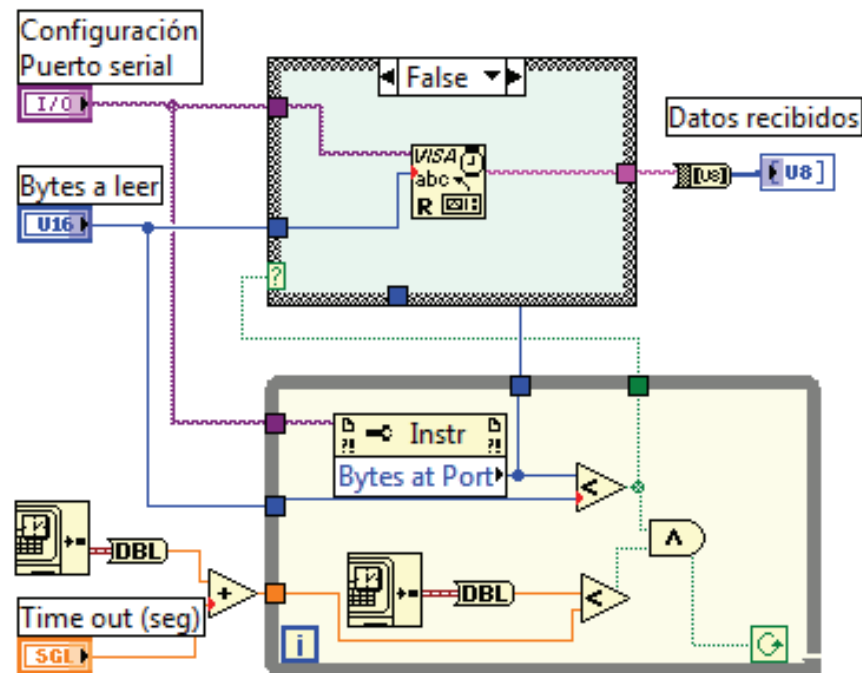 Configuración
Puerto serial
I/O
False
VISA
abc
R
Datos recibidos
[U8]
U8]
Bytes a leer
U16
?
Instr
?!
?!
Bytes at Port
<
DBL
+
DBL
<
Λ
Time out (seg)
SGL
i